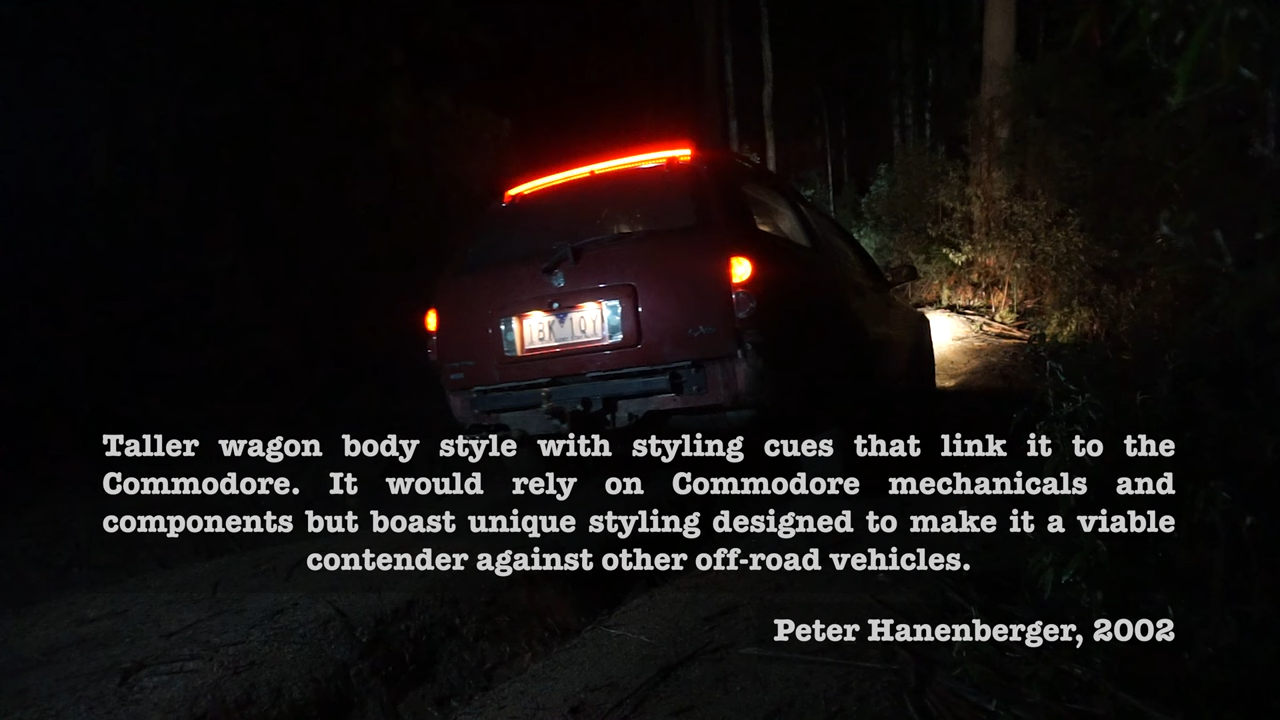 1BK 1QY
Taller wagon body style with styling cues that link it to the
Commodore. It would rely on Commodore mechanicals and
components but boast unique styling designed to make it a viable
contender against other off-road vehicles.
Peter Hanenberger, 2002